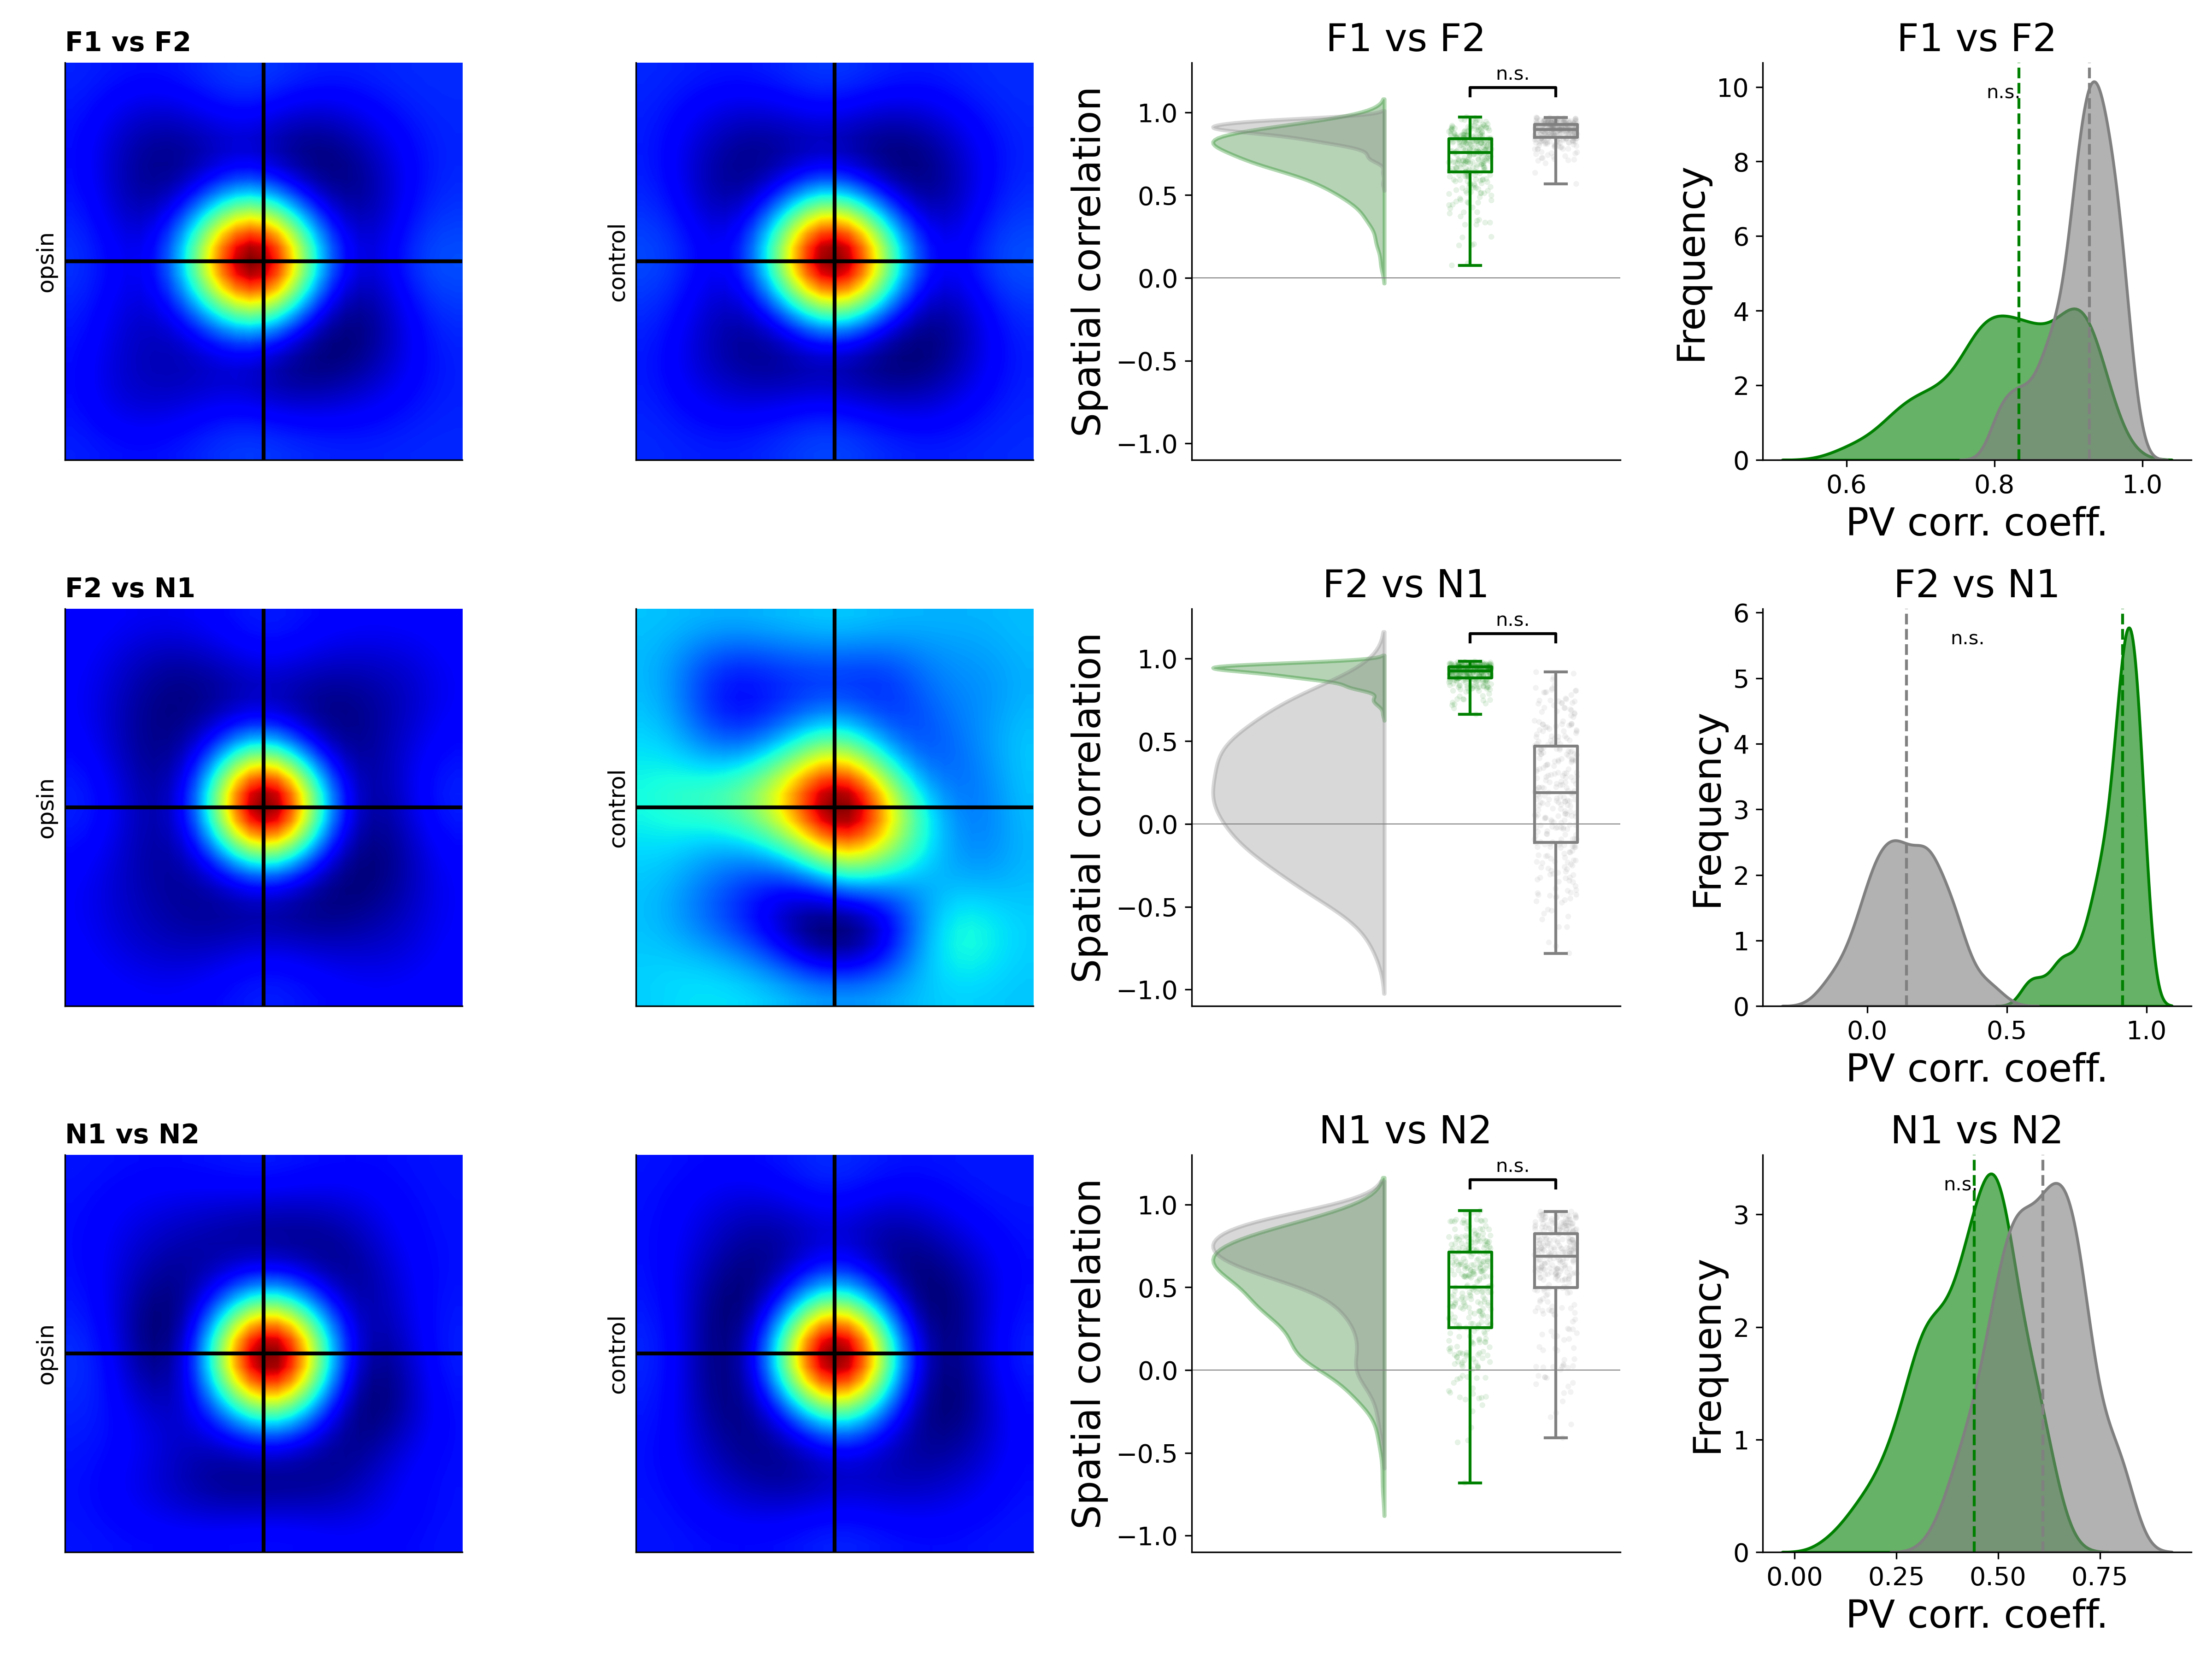 F1 vs F2
opsin
control
F1 vs F2
n.s.
Spatial correlation
1.0
0.5
0.0
−0.5
−1.0
F1 vs F2
n.s.
Frequency
10
8
6
4
2
0
0.6 0.8 1.0
PV corr. coeff.
F2 vs N1
opsin
control
F2 vs N1
n.s.
Spatial correlation
1.0
0.5
0.0
−0.5
−1.0
F2 vs N1
n.s.
Frequency
6
5
4
3
2
1
0
0.0 0.5 1.0
PV corr. coeff.
N1 vs N2
opsin
control
N1 vs N2
n.s.
Spatial correlation
1.0
0.5
0.0
−0.5
−1.0
N1 vs N2
n.s.
Frequency
3
2
1
0
0.00 0.25 0.50 0.75
PV corr. coeff.